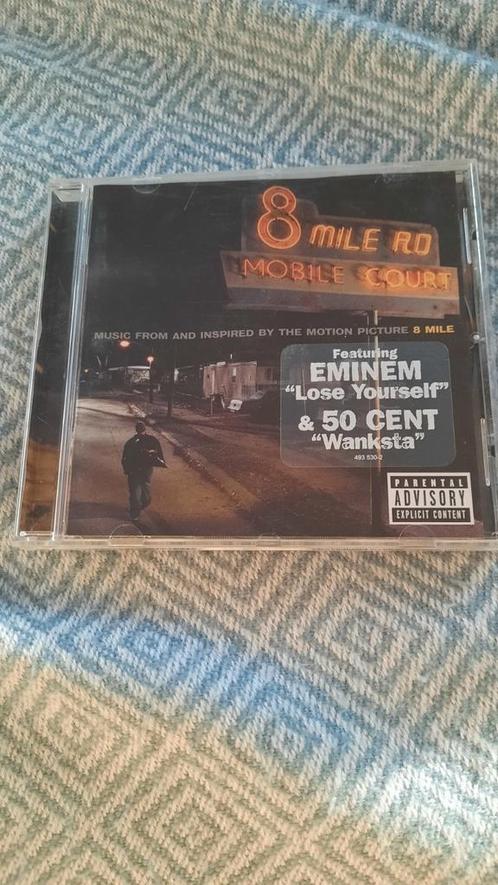 8 MILE RD
MOBILE COURT
MUSIC FROM AND INSPIRED BY THE MOTION PICTURE 8 MILE
Featuring
EMINEM
“Lose Yourself”
& 50 CENT
“Wanksta”
493 530-2
PARENTAL
ADVISORY
EXPLICIT CONTENT